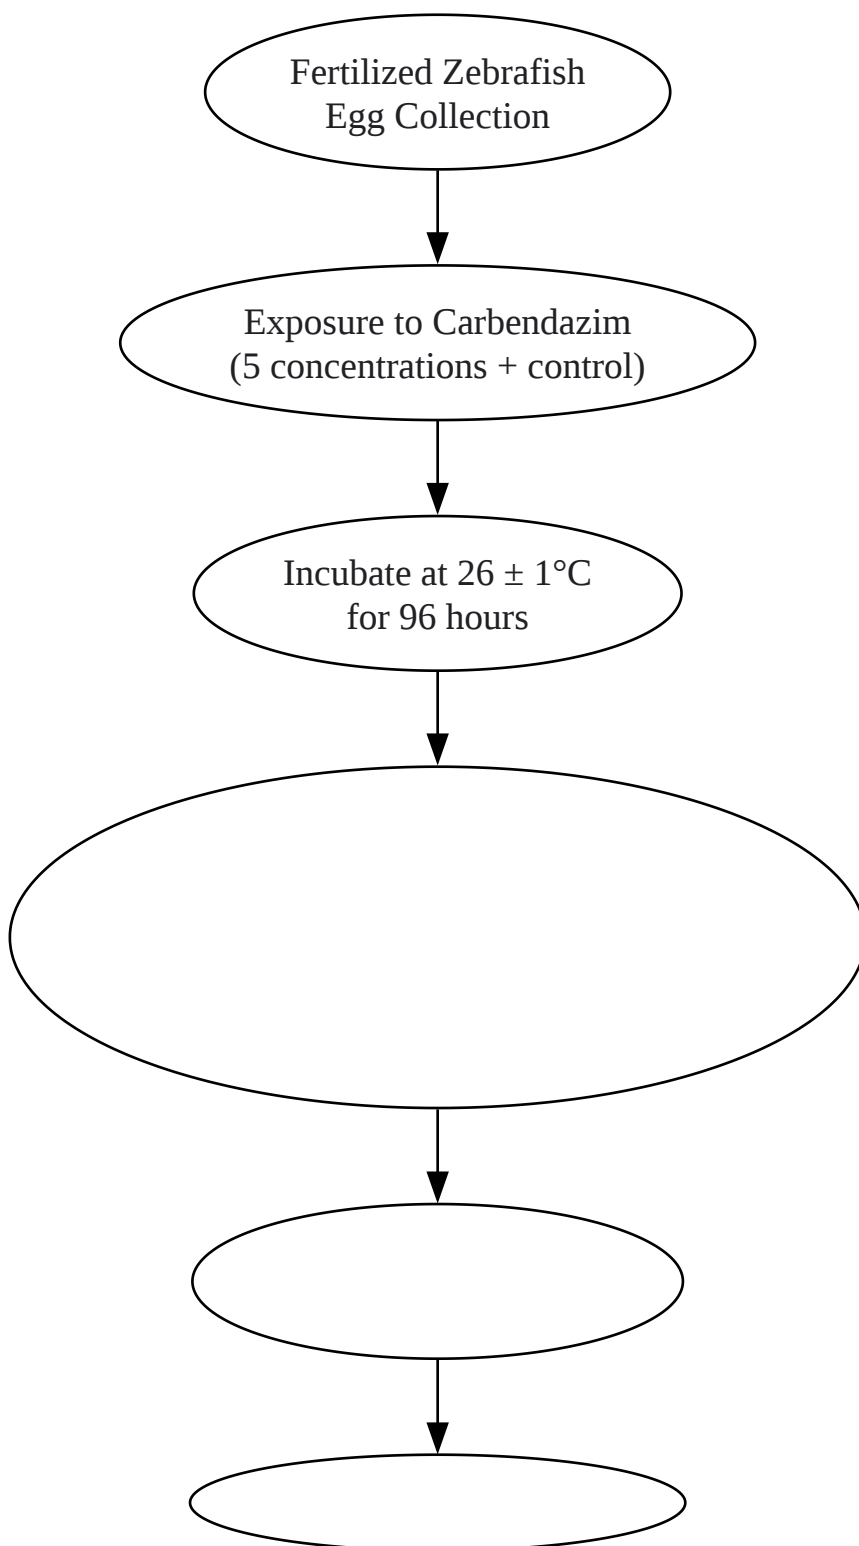 Fertilized Zebrafish
Egg Collection
Exposure to Carbendazim
(5 concentrations + control)
Incubate at 26 ± 1°C
for 96 hours